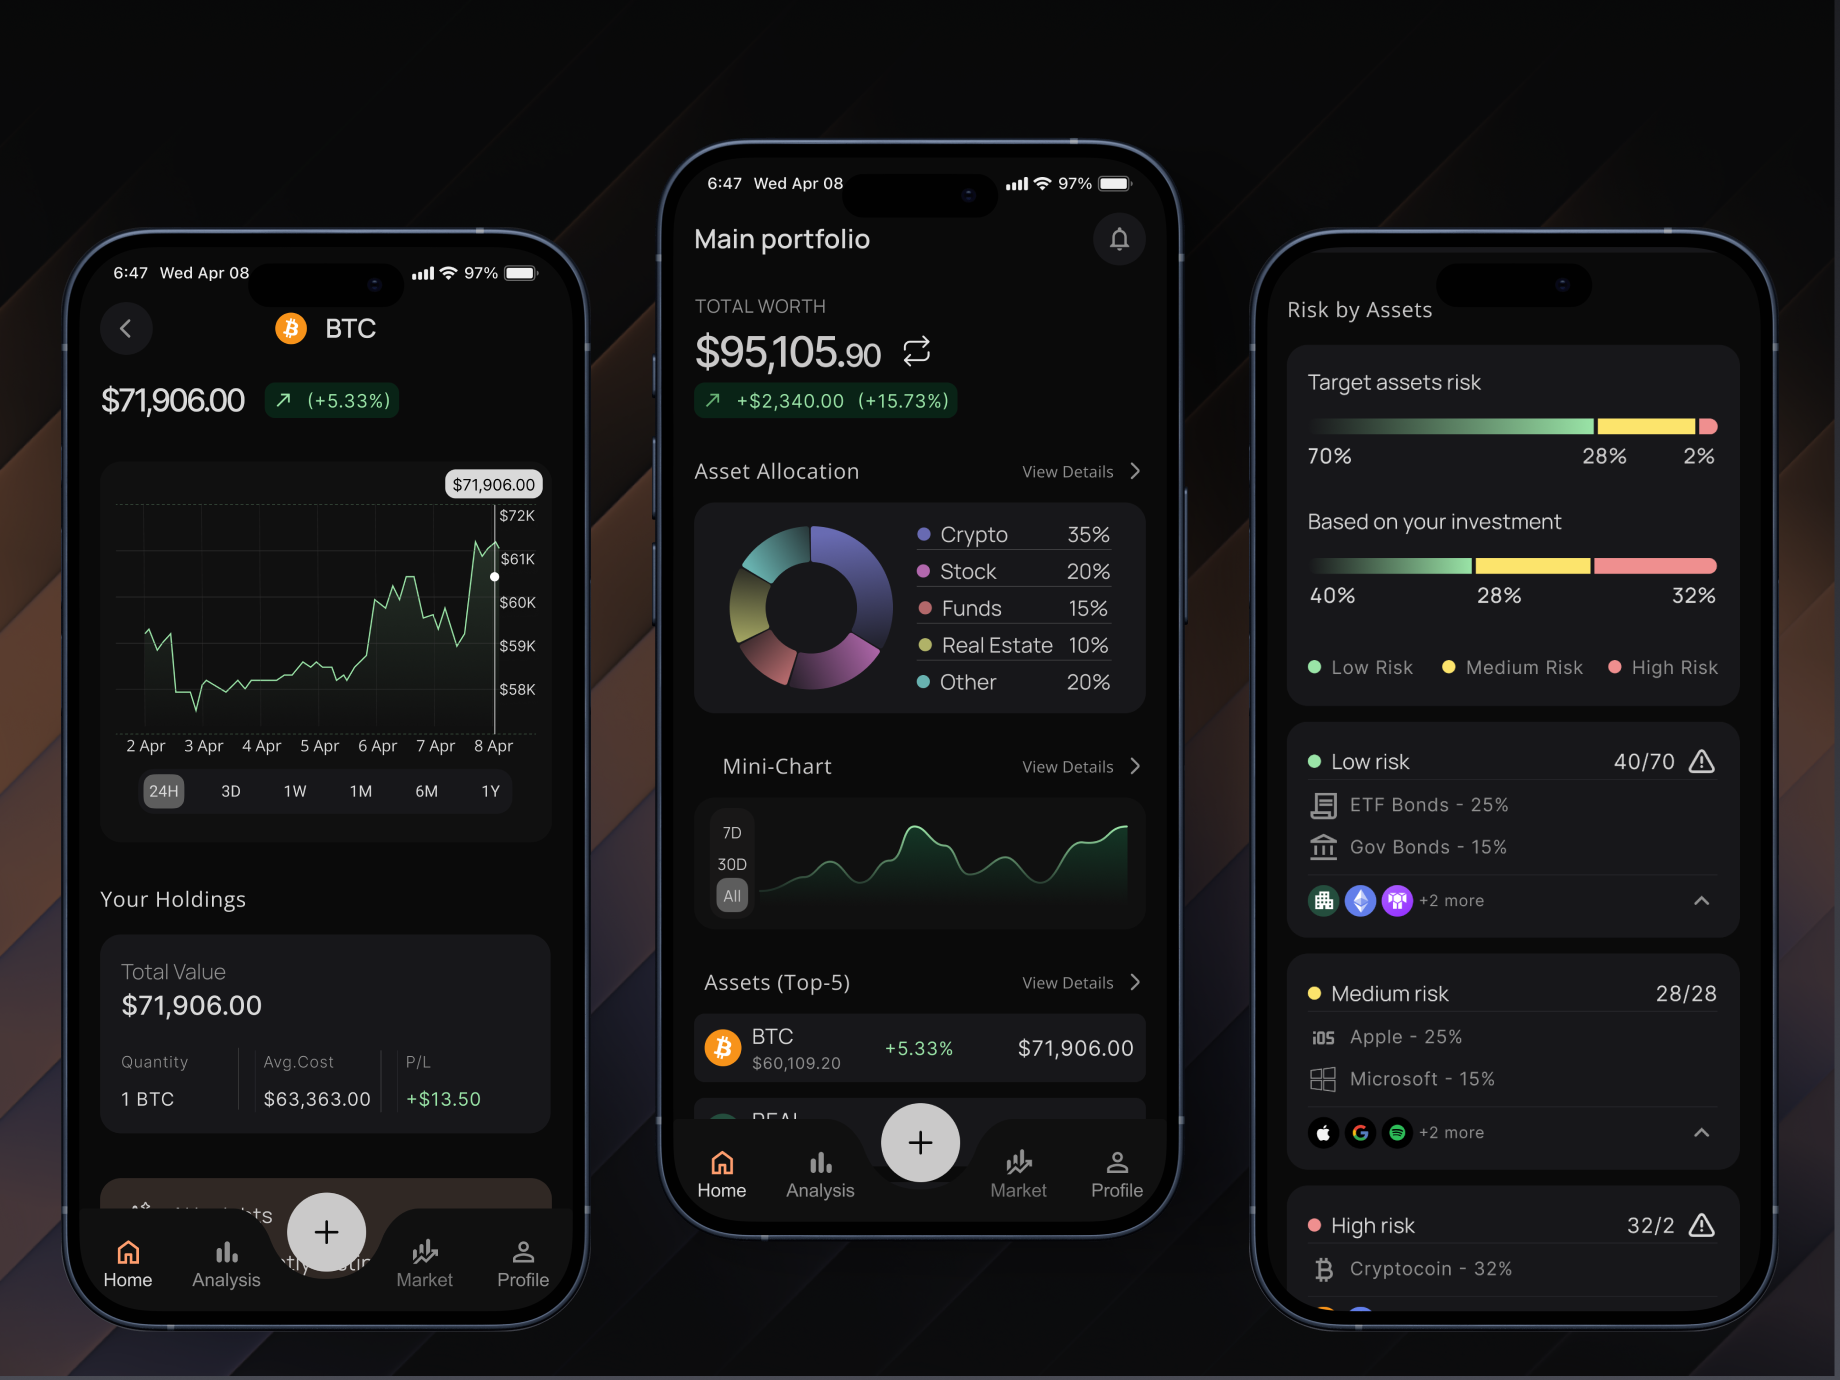 6:47 Wed Apr 08 97%
BTC
$71,906.00 (+5.33%)
$71,906.00
$72K
$61K
$60K
$59K
$58K
2 Apr 3 Apr 4 Apr 5 Apr 6 Apr 7 Apr 8 Apr
24H 3D 1W 1M 6M 1Y
Your Holdings
Total Value
$71,906.00
Quantity Avg.Cost P/L
1 BTC $63,363.00 +$13.50
Home Analysis Market Profile
6:47 Wed Apr 08 97%
Main portfolio
TOTAL WORTH
$95,105.90
+$2,340.00 (+15.73%)
Asset Allocation View Details
Crypto 35%
Stock 20%
Funds 15%
Real Estate 10%
Other 20%
Mini-Chart View Details
7D
30D
All
Assets (Top-5) View Details
BTC
$60,109.20
+5.33% $71,906.00
Home Analysis Market Profile
Risk by Assets
Target assets risk
70% 28% 2%
Based on your investment
40% 28% 32%
Low Risk Medium Risk High Risk
Low risk 40/70
ETF Bonds - 25%
Gov Bonds - 15%
+2 more
Medium risk 28/28
iOS Apple - 25%
Microsoft - 15%
+2 more
High risk 32/2
Cryptocoin - 32%